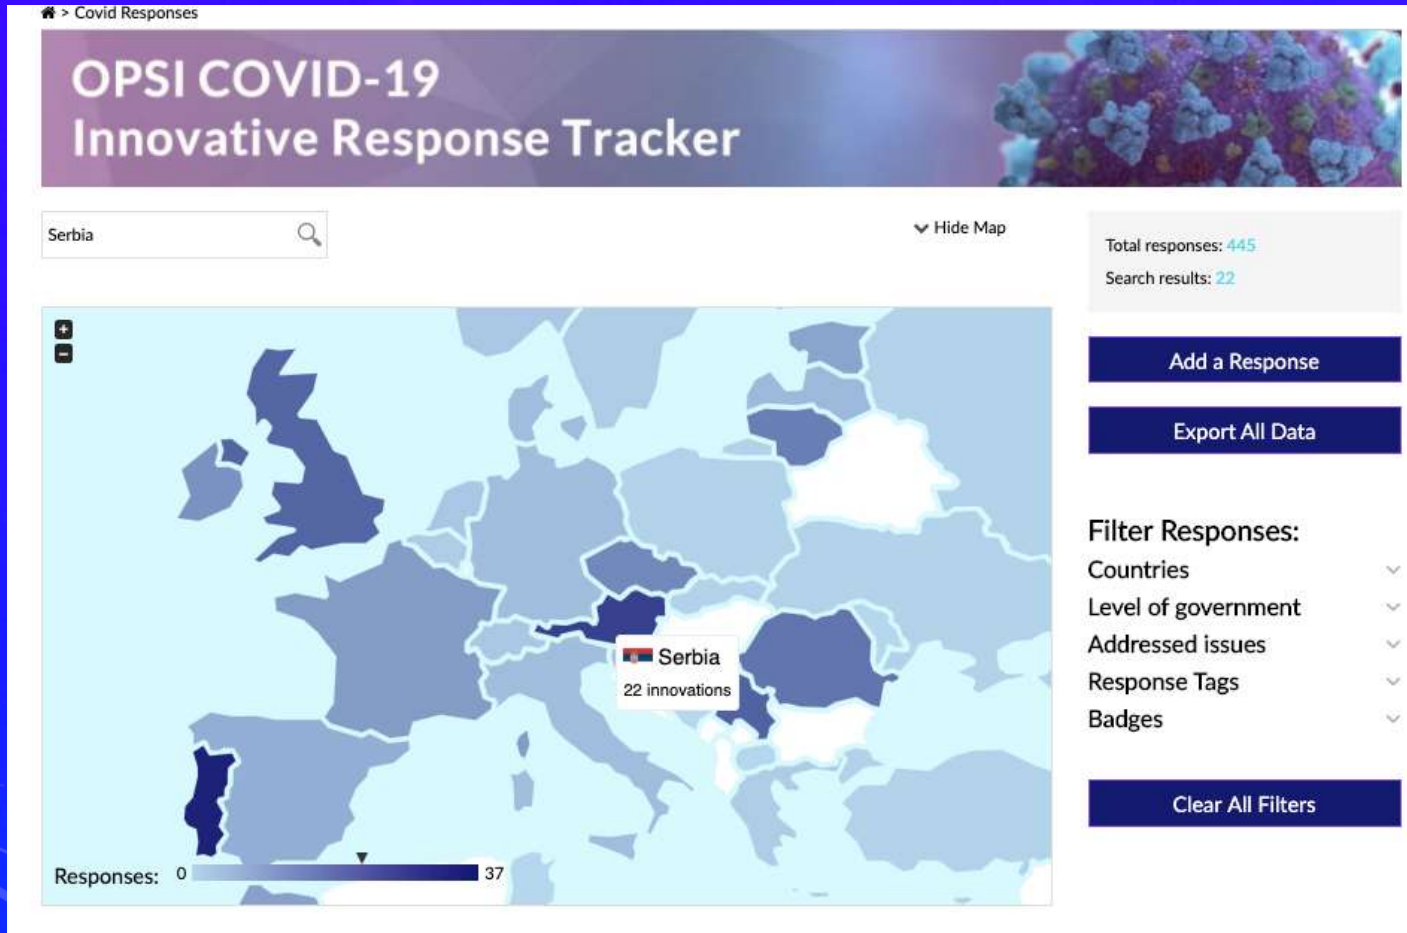 > Covid Responses
OPSI COVID-19
Innovative Response Tracker
Serbia
Hide Map
Total responses: 445
Search results: 22
Add a Response
Export All Data
+
−
Filter Responses:
Countries
Level of government
Addressed issues
Response Tags
Badges
Serbia
22 innovations
Clear All Filters
Responses: 0 37